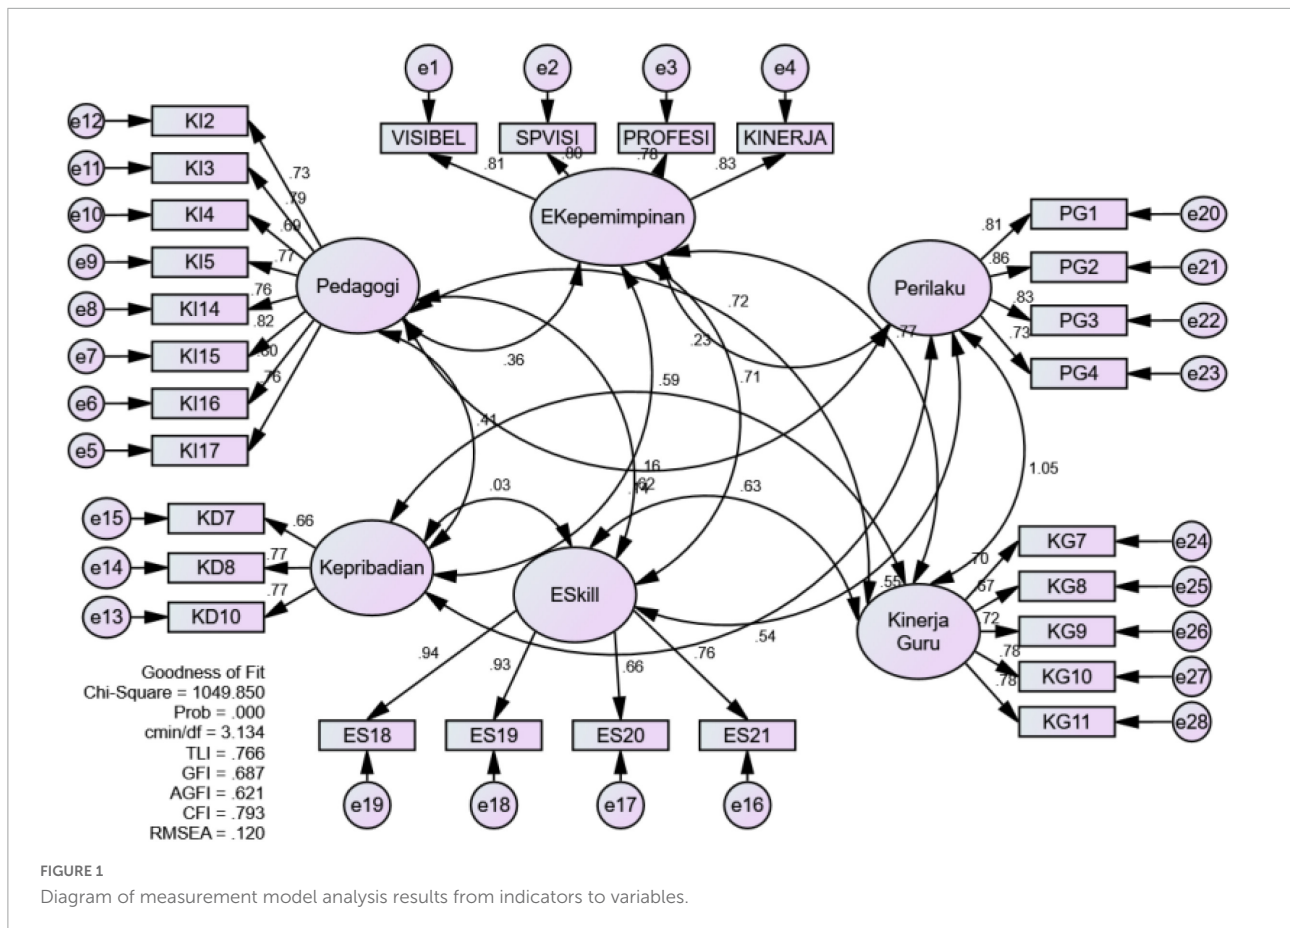 e1 e2 e3 e4
VISIBEL SPVISI PROFESI KINERJA
.81 .80 .78 .83
EKepemimpinan
e12 KI2
e11 KI3
e10 KI4
e9 KI5
e8 KI14
e7 KI15
e6 KI16
e5 KI17
.73
.79
.69
.77
.76
.82
.76
Pedagogi
Perilaku
.81
.86
.83
.73
PG1 e20
PG2 e21
PG3 e22
PG4 e23
.72
.77
.23
.36
.59
.71
.41
.16
.62
.14
.63
.03
1.05
.55
.54
e15 KD7
e14 KD8
e13 KD10
.66
.77
.77
Kepribadian
ESkill
Kinerja
Guru
.70
.67
.72
.78
.78
KG7 e24
KG8 e25
KG9 e26
KG10 e27
KG11 e28
.94 .93 .66 .76
ES18 ES19 ES20 ES21
e19 e18 e17 e16
Goodness of Fit
Chi-Square = 1049.850
Prob = .000
cmin/df = 3.134
TLI = .766
GFI = .687
AGFI = .621
CFI = .793
RMSEA = .120
FIGURE 1
Diagram of measurement model analysis results from indicators to variables.